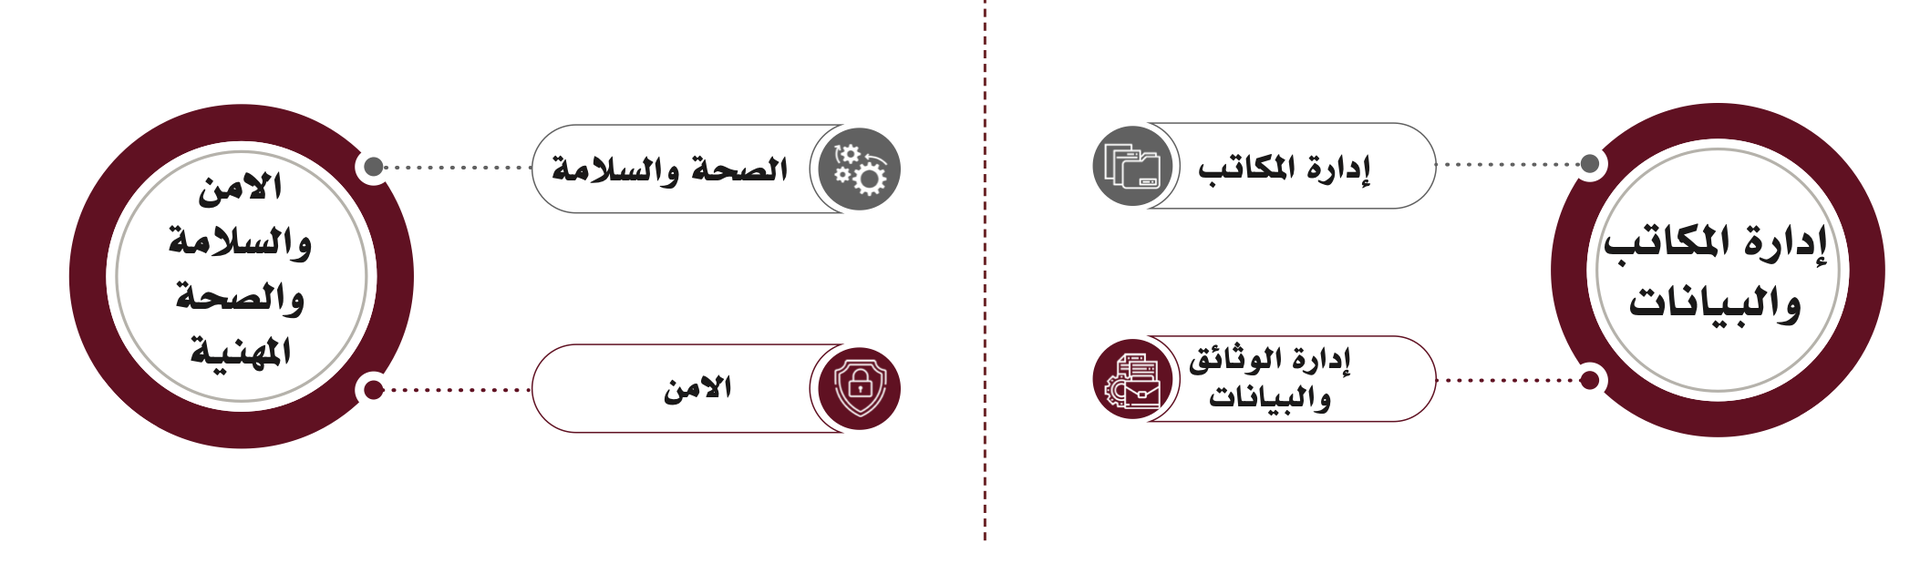 إدارة المكاتب
والبيانات
إدارة المكاتب
إدارة الوثائق
والبيانات
الامن
والسلامة
والصحة
المهنية
الصحة والسلامة
الامن